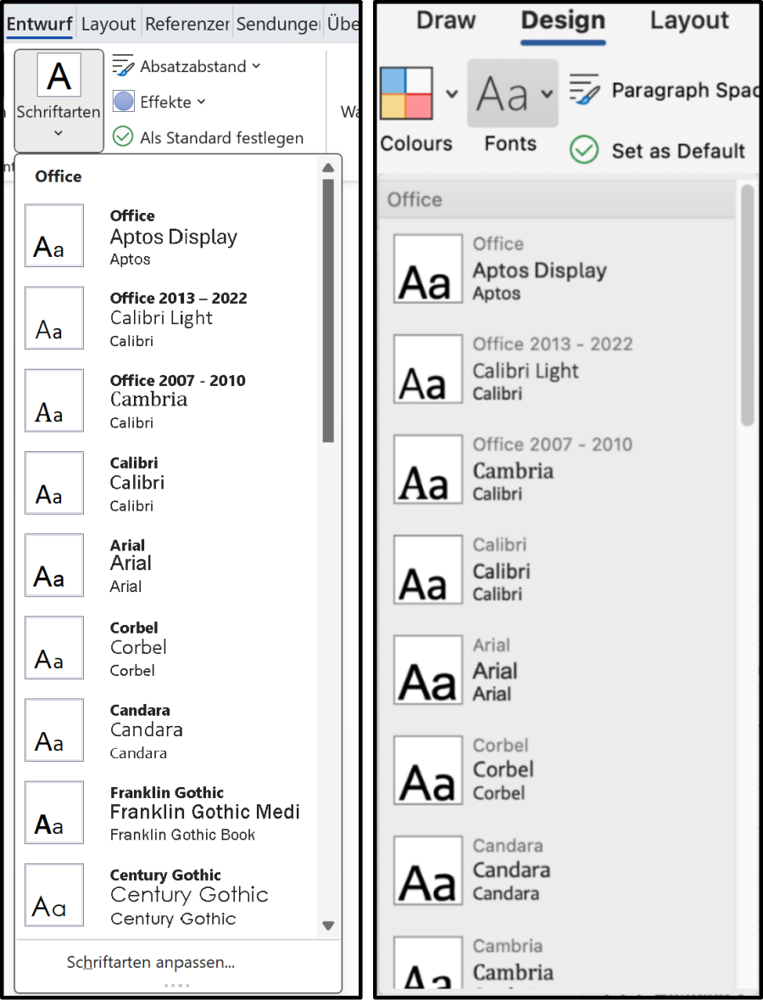 Entwurf Layout Referenzen Sendungen Übe
A
Schriftarten
Absatzabstand
Effekte
Als Standard festlegen
Wa
nt
Office
Aa
Office
Aptos Display
Aptos
Aa
Office 2013 – 2022
Calibri Light
Calibri
Aa
Office 2007 - 2010
Cambria
Calibri
Aa
Calibri
Calibri
Calibri
Aa
Arial
Arial
Arial
Aa
Corbel
Corbel
Corbel
Aa
Candara
Candara
Candara
Aa
Franklin Gothic
Franklin Gothic Medi
Franklin Gothic Book
Aa
Century Gothic
Century Gothic
Century Gothic
Schriftarten anpassen...
Draw Design Layout
Colours
Aa
Fonts
Paragraph Spac
Set as Default
Office
Aa
Office
Aptos Display
Aptos
Aa
Office 2013 - 2022
Calibri Light
Calibri
Aa
Office 2007 - 2010
Cambria
Calibri
Aa
Calibri
Calibri
Calibri
Aa
Arial
Arial
Arial
Aa
Corbel
Corbel
Corbel
Aa
Candara
Candara
Candara
Aa
Cambria
Cambria